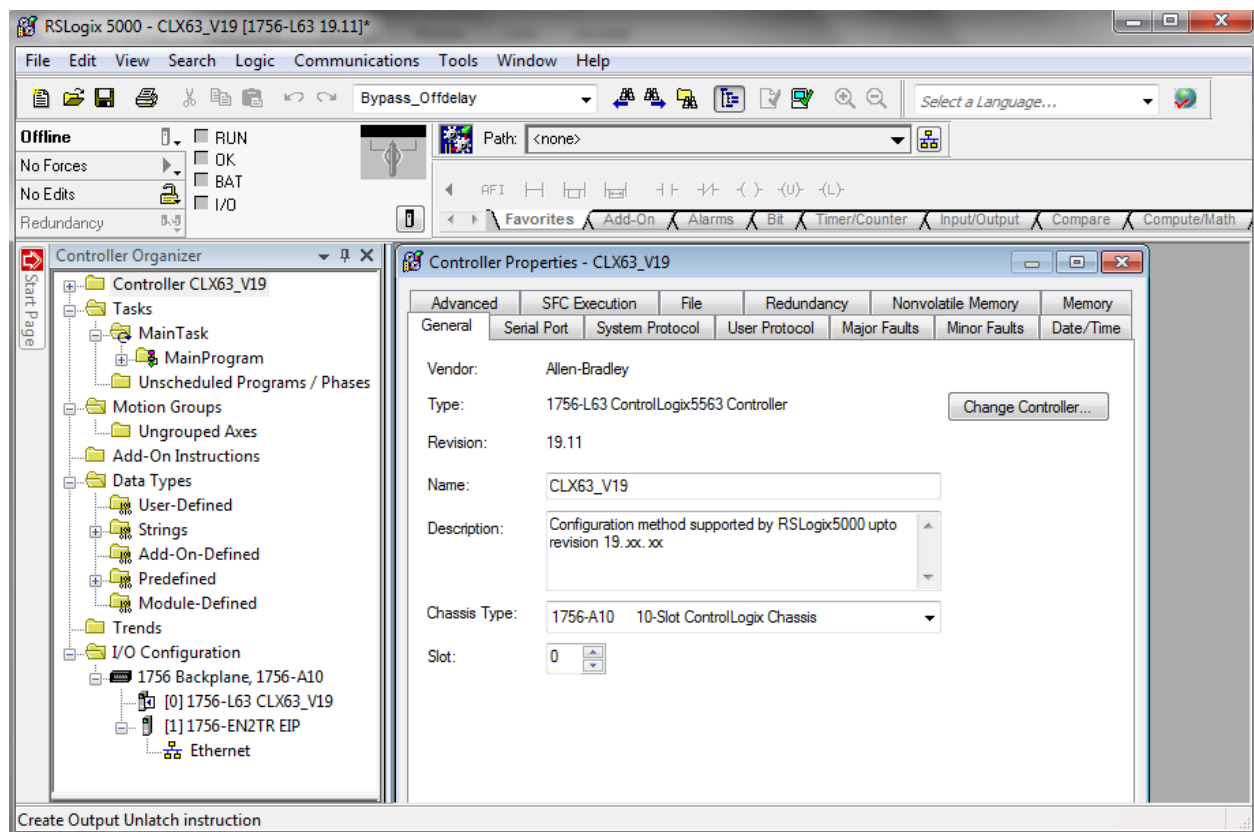 RSLogix 5000 - CLX63_V19 [1756-L63 19.11]*
File Edit View Search Logic Communications Tools Window Help
Bypass_Offdelay
Select a Language...
Offline
RUN
No Forces
OK
No Edits
BAT
Redundancy
I/O
Path: <none>
AFI
(U) (L)
Favorites Add-On Alarms Bit Timer/Counter Input/Output Compare Compute/Math
Start Page
Controller Organizer
Controller CLX63_V19
Tasks
MainTask
MainProgram
Unscheduled Programs / Phases
Motion Groups
Ungrouped Axes
Add-On Instructions
Data Types
User-Defined
Strings
Add-On-Defined
Predefined
Module-Defined
Trends
I/O Configuration
1756 Backplane, 1756-A10
[0] 1756-L63 CLX63_V19
[1] 1756-EN2TR EIP
Ethernet
Controller Properties - CLX63_V19
Advanced SFC Execution File Redundancy Nonvolatile Memory Memory
General Serial Port System Protocol User Protocol Major Faults Minor Faults Date/Time
Vendor: Allen-Bradley
Type: 1756-L63 ControlLogix5563 Controller
Change Controller...
Revision: 19.11
Name: CLX63_V19
Description: Configuration method supported by RSLogix5000 upto
revision 19..xx. xx
Chassis Type: 1756-A10 10-Slot ControlLogix Chassis
Slot: 0
Create Output Unlatch instruction